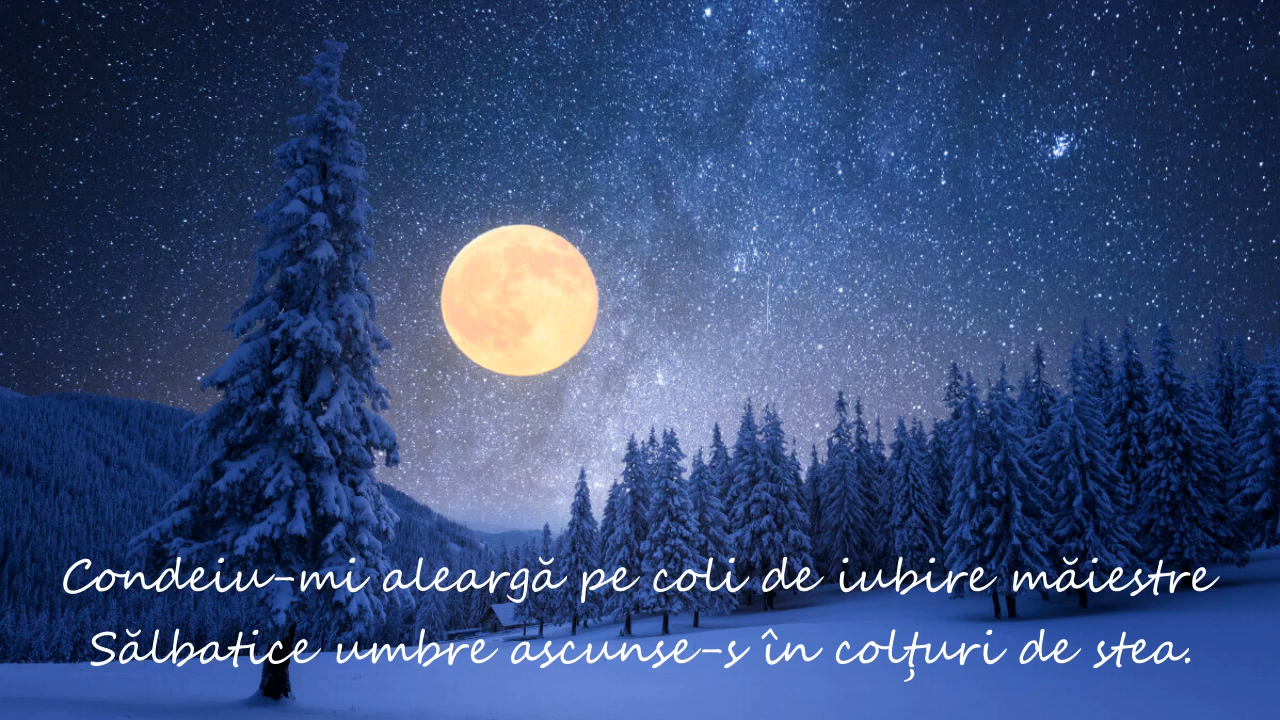 Condeiu-mi aleargă pe coli de iubire măiestre
Sălbatice umbre ascunse-s în colțuri de stea.